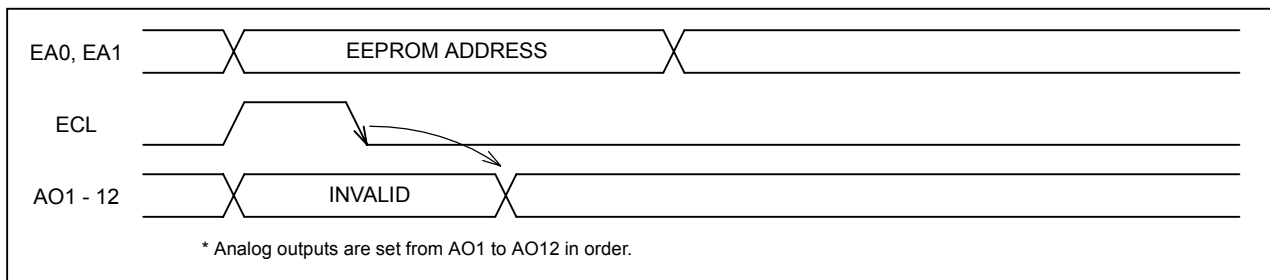 EA0, EA1
EEPROM ADDRESS
ECL
AO1 - 12
INVALID
* Analog outputs are set from AO1 to AO12 in order.